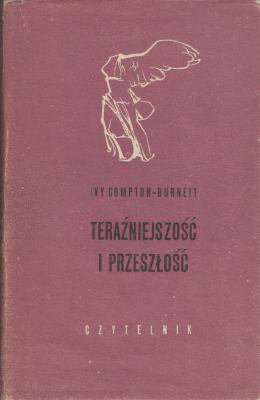 IVY COMPTON-BURNETT
TERAŹNIEJSZOŚĆ
I PRZESZŁOŚĆ
CZYTELNIK